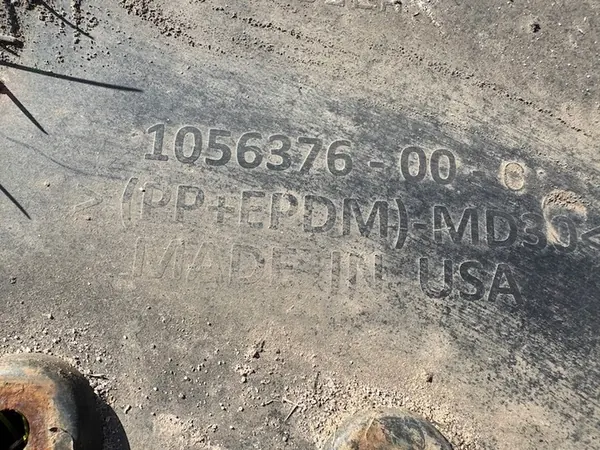 1056376-00-C
>(PP+EPDM)-MD30<
MADE IN USA